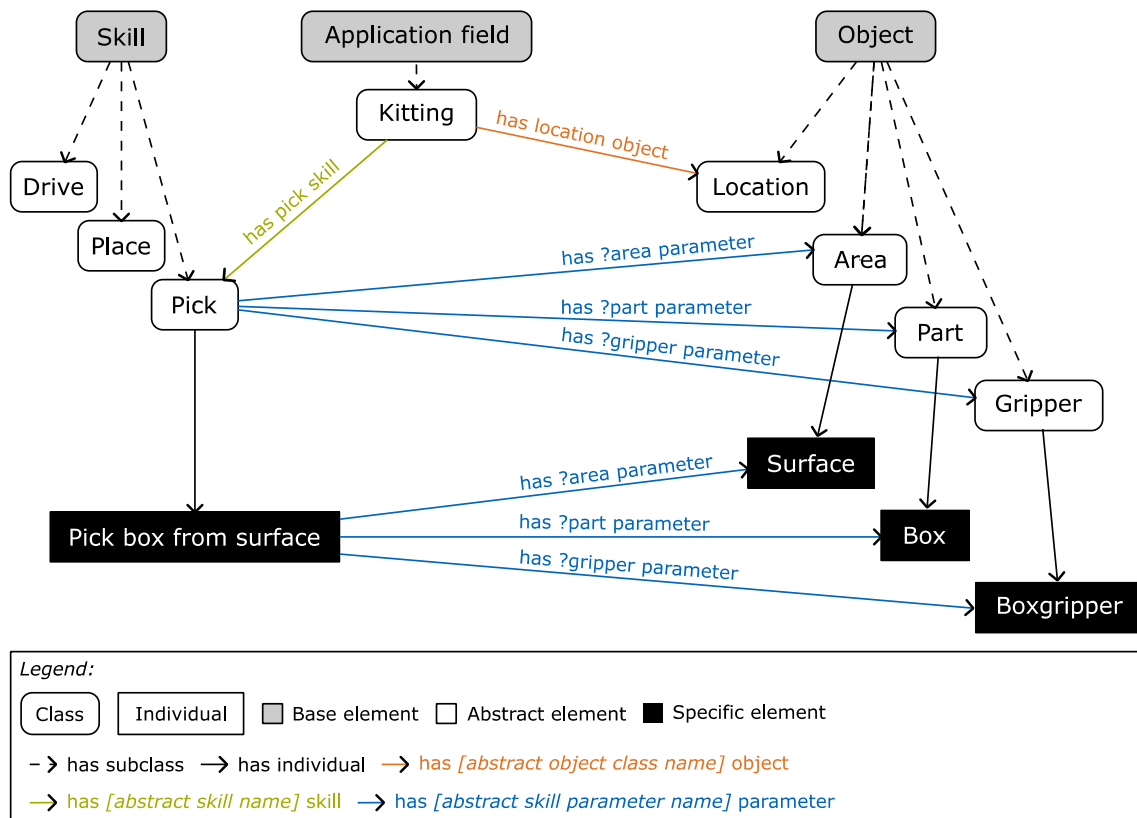 Skill
Application field
Object
Kitting
has location object
Drive
Location
has pick skill
Place
has ?area parameter
Area
Pick
has ?part parameter
Part
has ?gripper parameter
Gripper
Surface
has ?area parameter
Pick box from surface
has ?part parameter
Box
has ?gripper parameter
Boxgripper
Legend:
Class
Individual
Base element
Abstract element
Specific element
has subclass
has individual
has [abstract object class name] object
has [abstract skill name] skill
has [abstract skill parameter name] parameter